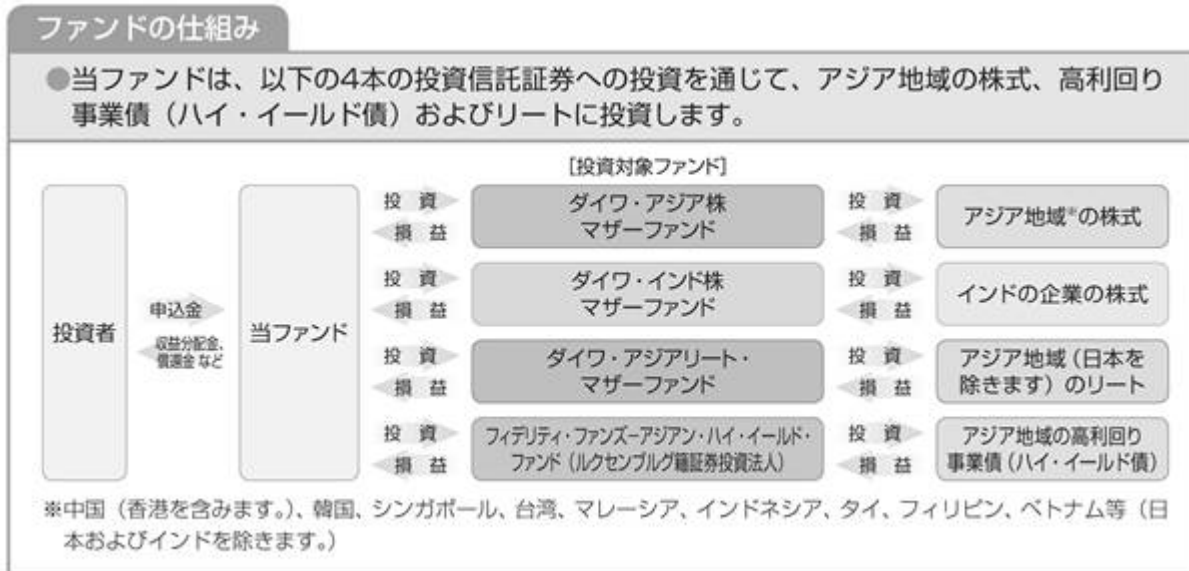 ファンドの仕組み
●当ファンドは、以下の4本の投資信託証券への投資を通じて、アジア地域の株式、高利回り
事業債（ハイ・イールド債）およびリートに投資します。
［投資対象ファンド］
投資者
申込金
収益分配金、
償還金 など
当ファンド
投 資
損 益
ダイワ・アジア株
マザーファンド
投 資
損 益
アジア地域※の株式
投 資
損 益
ダイワ・インド株
マザーファンド
投 資
損 益
インドの企業の株式
投 資
損 益
ダイワ・アジアリート・
マザーファンド
投 資
損 益
アジア地域（日本を
除きます）のリート
投 資
損 益
フィデリティ・ファンズ－アジアン・ハイ・イールド・
ファンド（ルクセンブルグ籍証券投資法人）
投 資
損 益
アジア地域の高利回り
事業債（ハイ・イールド債）
※中国（香港を含みます。）、韓国、シンガポール、台湾、マレーシア、インドネシア、タイ、フィリピン、ベトナム等（日
本およびインドを除きます。）